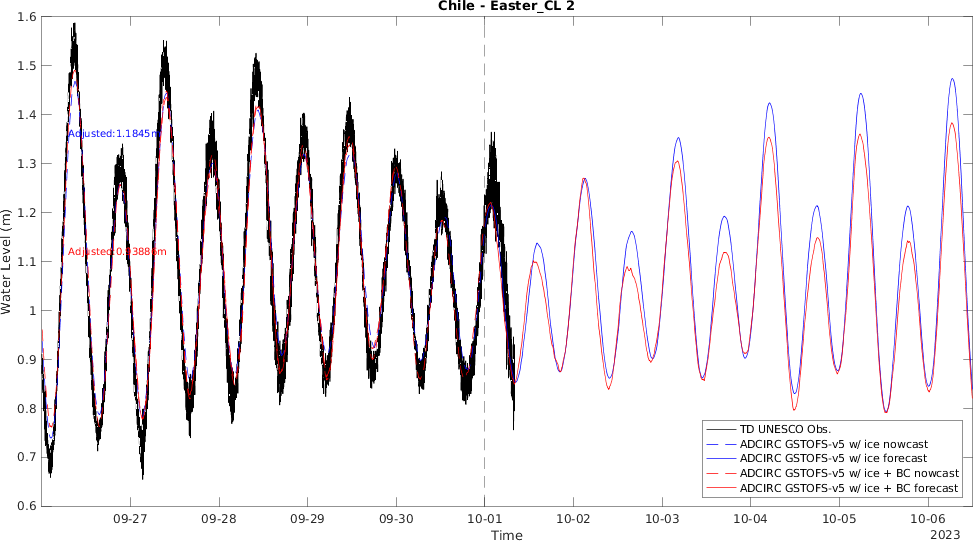 Chile - Easter_CL 2
1.6
1.5
1.4
1.3
1.2
1.1
1
0.9
0.8
0.7
0.6
Water Level (m)
Adjusted:1.1845m
Adjusted:0.93886m
09-27
09-28
09-29
09-30
10-01
10-02
10-03
10-04
10-05
10-06
2023
Time
TD UNESCO Obs.
ADCIRC GSTOFS-v5 w/ ice nowcast
ADCIRC GSTOFS-v5 w/ ice forecast
ADCIRC GSTOFS-v5 w/ ice + BC nowcast
ADCIRC GSTOFS-v5 w/ ice + BC forecast